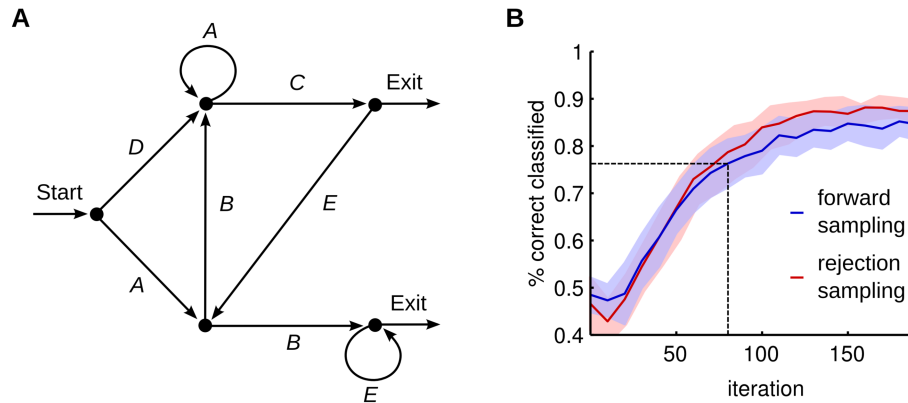 A
A
C
Exit
D
Start
B
E
A
B
Exit
E
B
1
0.9
0.8
0.7
0.6
0.5
0.4
% correct classified
forward
sampling
rejection
sampling
50
100
150
iteration